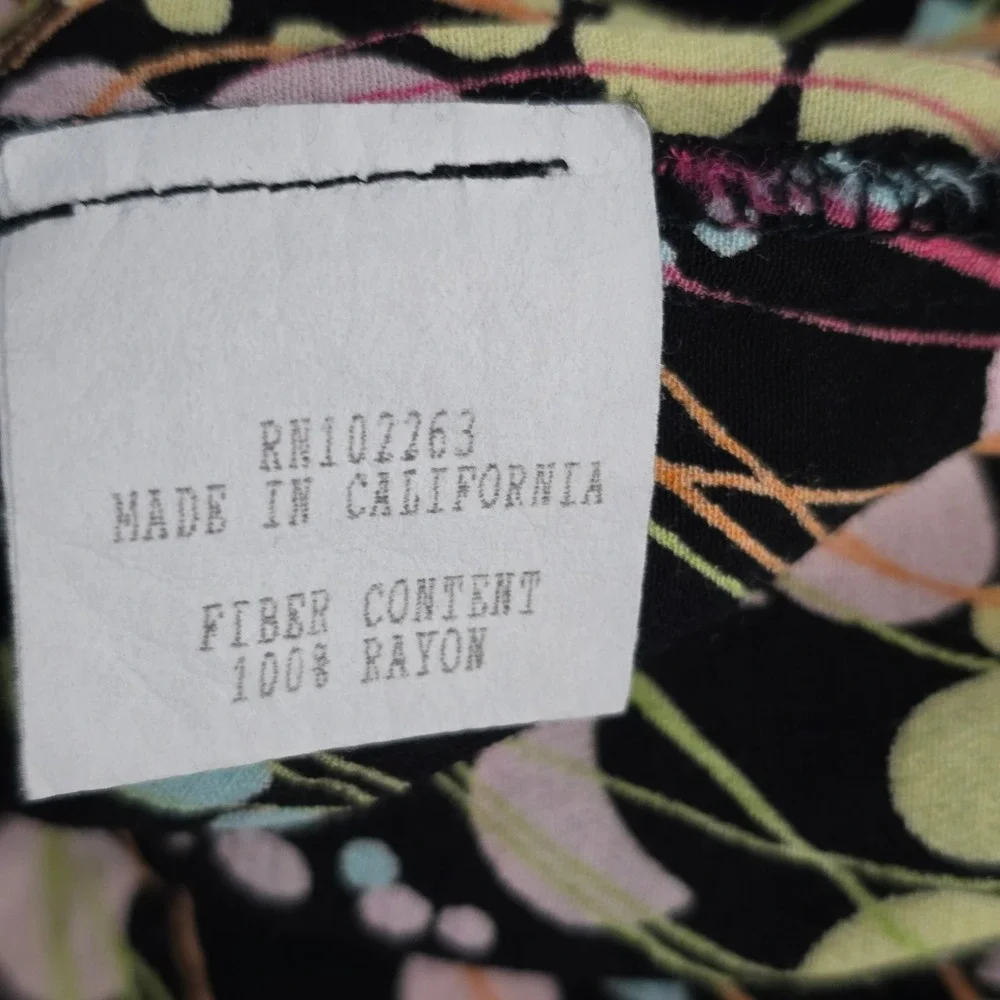 RN102263
MADE IN CALIFORNIA
FIBER CONTENT
100% RAYON